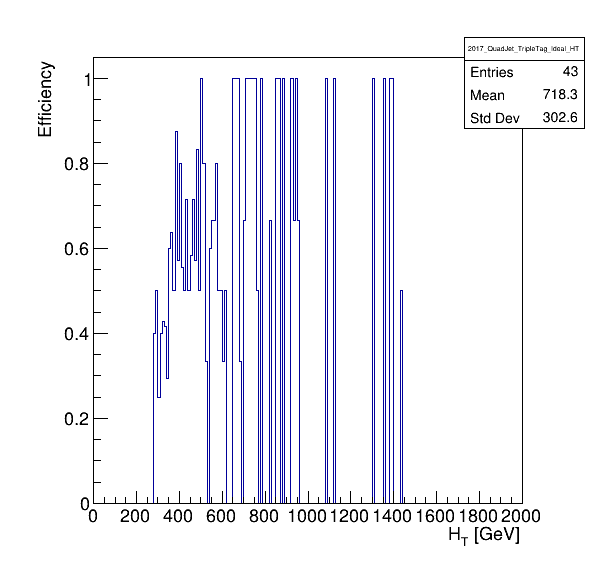 2017_QuadJet_TripleTag_Ideal_HT
Entries 43
Mean 718.3
Std Dev 302.6
Efficiency
1
0.8
0.6
0.4
0.2
0
0 200 400 600 800 1000 1200 1400 1600 1800 2000
H_T [GeV]